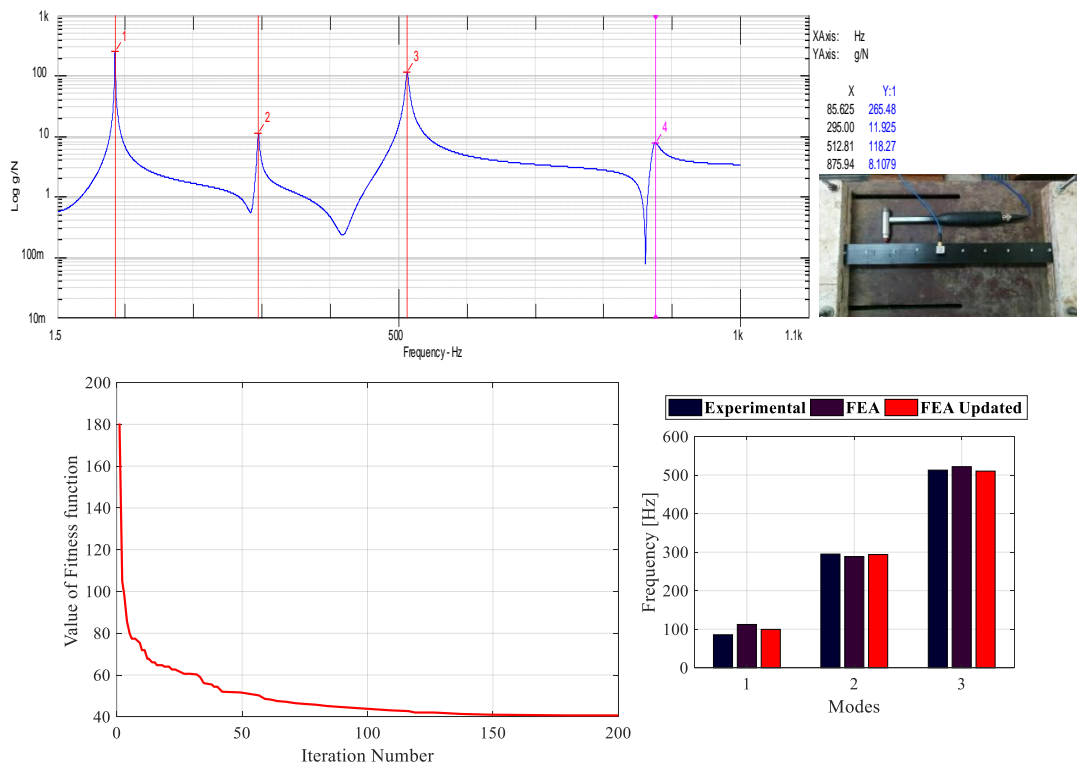 1k
100
10
1
100m
10m
Log g/N
1
2
3
4
1.5
500
1k
1.1k
Frequency - Hz
XAxis: Hz
YAxis: g/N
X Y:1
85.625 265.48
295.00 11.925
512.81 118.27
875.94 8.1079
200
180
160
140
120
100
80
60
40
Value of Fitness function
0 50 100 150 200
Iteration Number
Experimental FEA FEA Updated
600
500
400
300
200
100
0
Frequency [Hz]
1 2 3
Modes